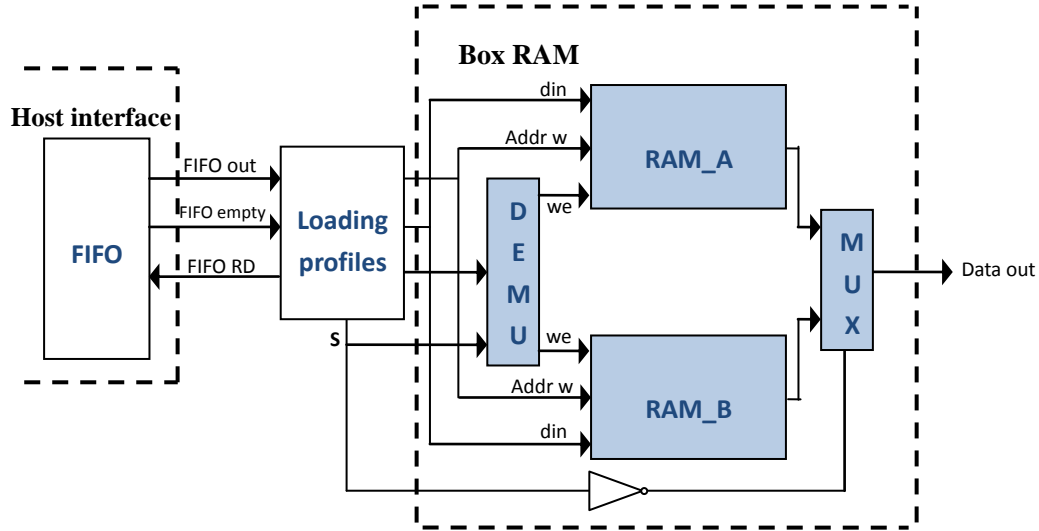 Box RAM
Host interface
FIFO
FIFO out
FIFO empty
FIFO RD
Loading
profiles
S
D
E
M
U
din
Addr w
we
RAM_A
we
Addr w
din
RAM_B
M
U
X
Data out